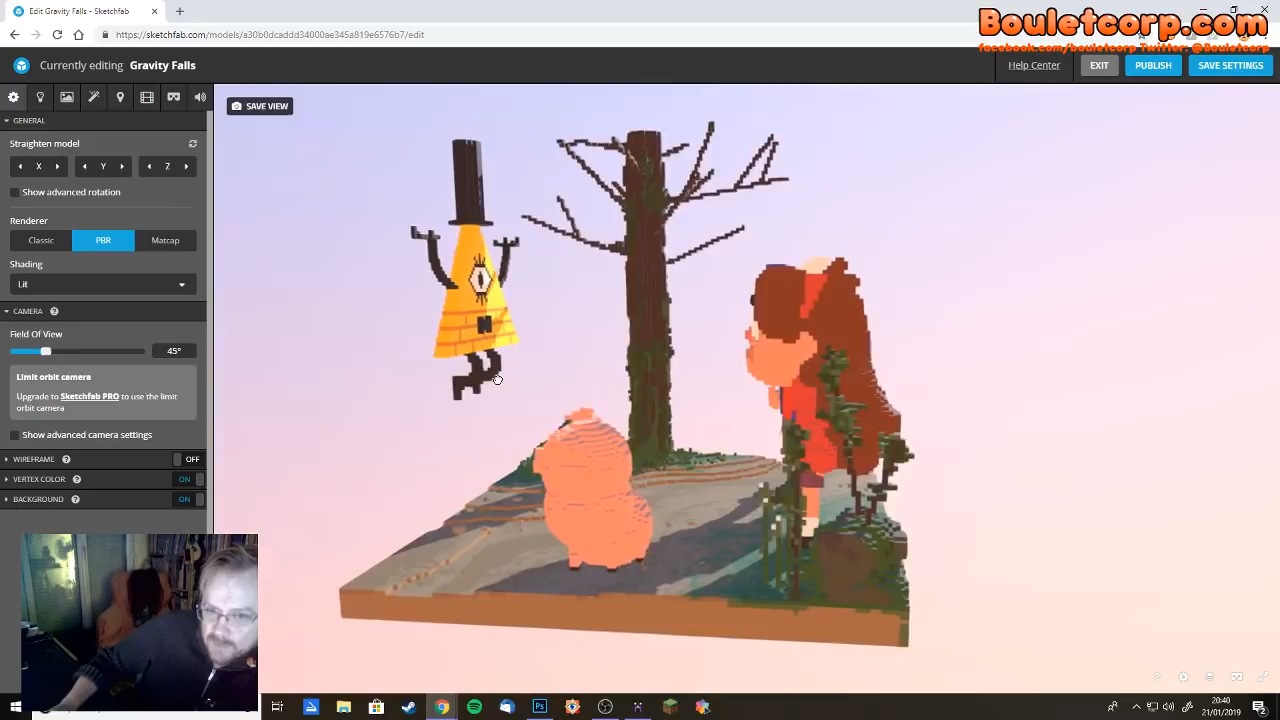 Edit Gravity Falls - Sketchfab
https://sketchfab.com/models/a30b0dcab1d34000ae345a819e6576b7/edit
Bouletcorp.com
facebook.com/bouletcorp Twitter: @Bouletcorp
Currently editing Gravity Falls
Help Center
EXIT
PUBLISH
SAVE SETTINGS
SAVE VIEW
GENERAL
Straighten model
X Y Z
Show advanced rotation
Renderer
Classic PBR Matcap
Shading
Lit
CAMERA ?
Field Of View
45°
Limit orbit camera
Upgrade to Sketchfab PRO to use the limit
orbit camera
Show advanced camera settings
WIREFRAME ? OFF
VERTEX COLOR ? ON
BACKGROUND ? ON
?
20:40
21/01/2019
2